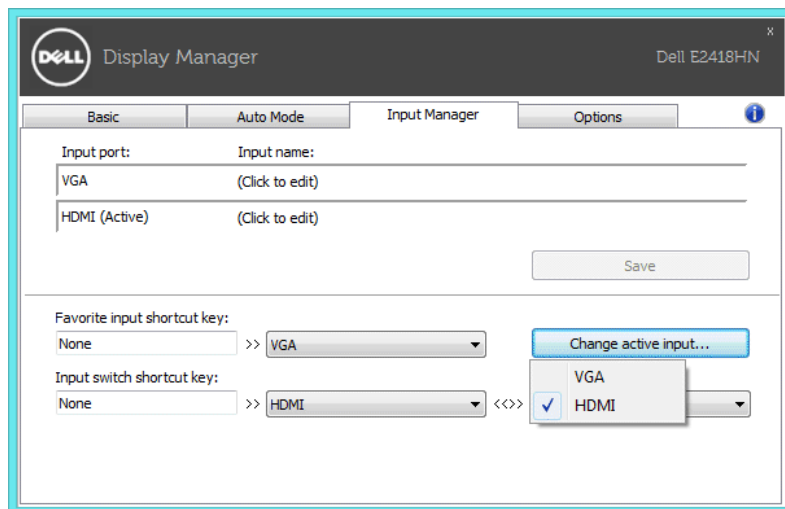 x
DELL Display Manager Dell E2418HN
Basic Auto Mode Input Manager Options i
Input port: Input name:
VGA (Click to edit)
HDMI (Active) (Click to edit)
Save
Favorite input shortcut key:
None >> VGA Change active input...
Input switch shortcut key:
None >> HDMI <<>>
VGA
✓ HDMI